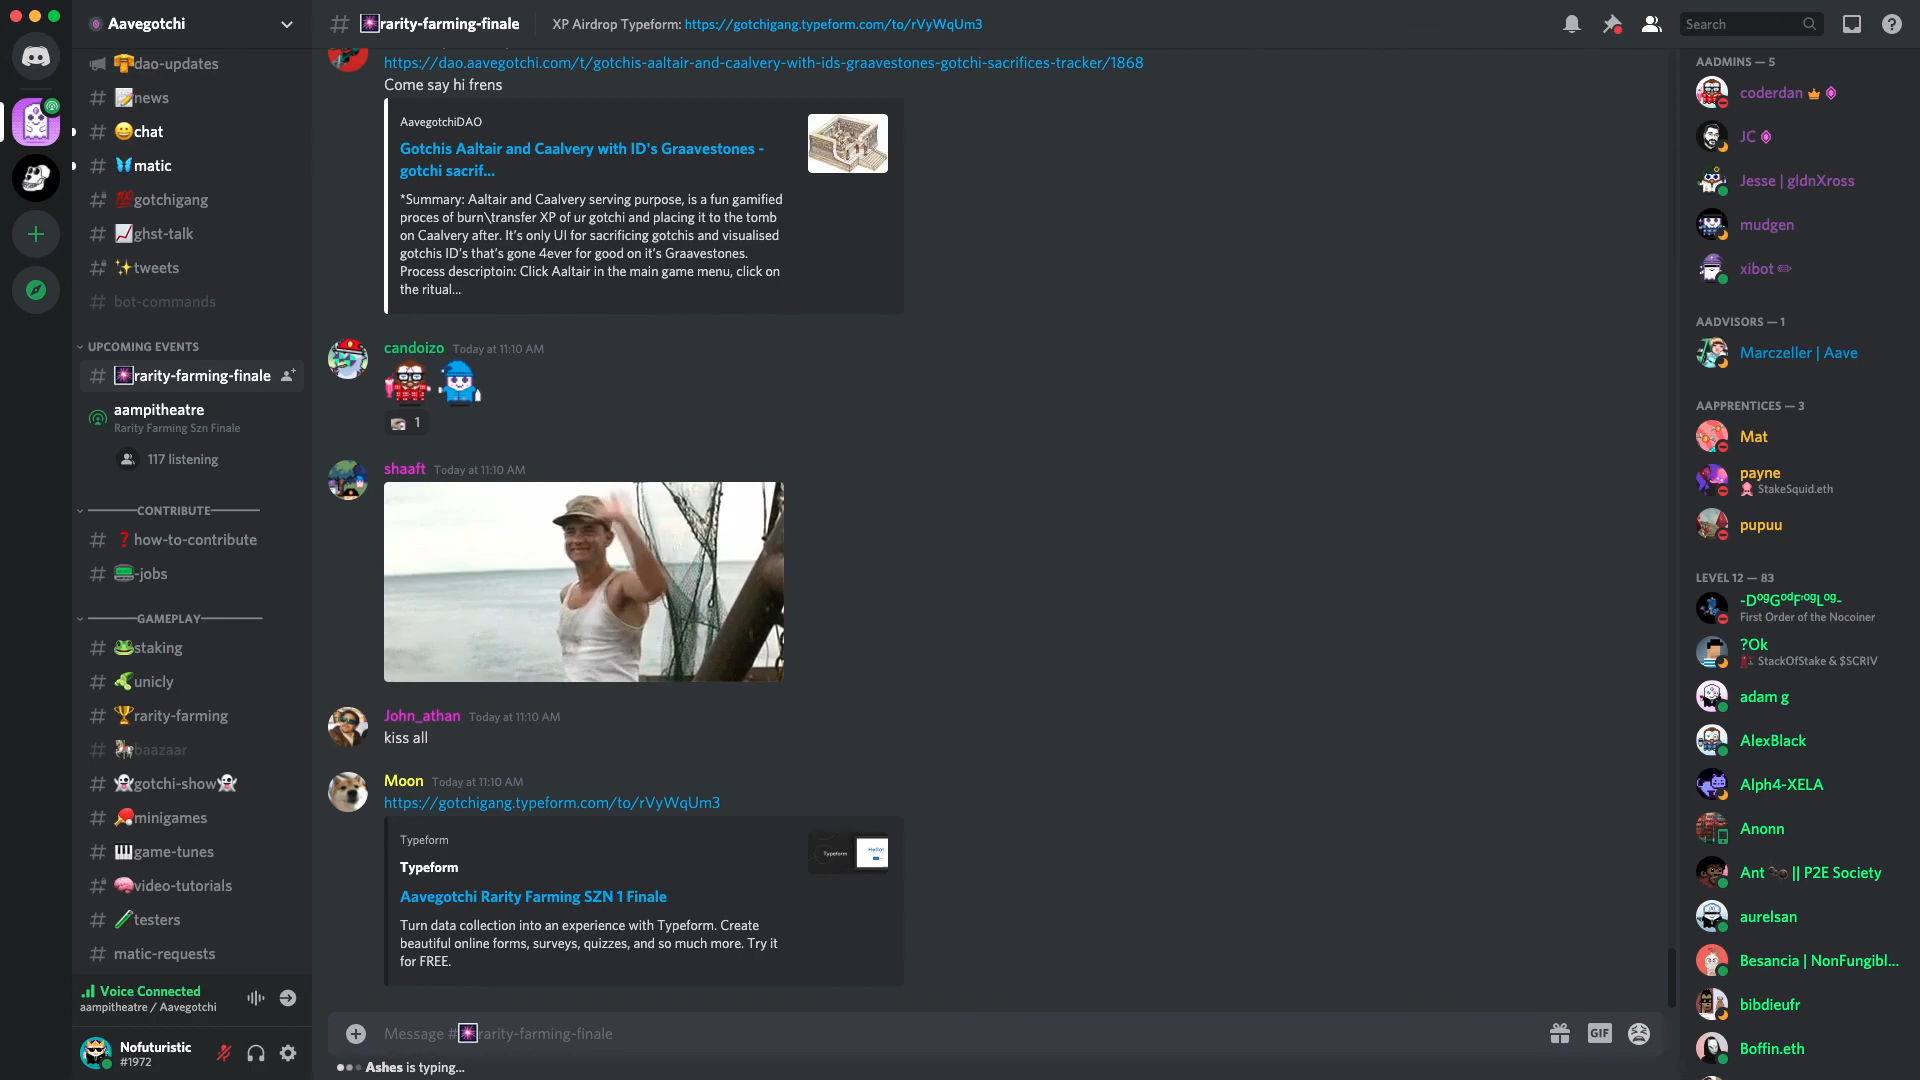 Aavegotchi
dao-updates
news
chat
matic
gotchigang
ghst-talk
tweets
bot-commands
UPCOMING EVENTS
rarity-farming-finale
aampitheatre
Rarity Farming Szn Finale
117 listening
CONTRIBUTE
how-to-contribute
-jobs
GAMEPLAY
staking
unicly
rarity-farming
baazaar
gotchi-show
minigames
game-tunes
video-tutorials
testers
matic-requests
Voice Connected
aampitheatre / Aavegotchi
Nofuturistic
#1972
rarity-farming-finale
XP Airdrop Typeform: https://gotchigang.typeform.com/to/rVyWqUm3
Search
https://dao.aavegotchi.com/t/gotchis-aaltair-and-caalvery-with-ids-graavestones-gotchi-sacrifices-tracker/1868
Come say hi frens
AavegotchiDAO
Gotchis Aaltair and Caalvery with ID's Graavestones -
gotchi sacrif...
*Summary: Aaltair and Caalvery serving purpose, is a fun gamified
proces of burn\transfer XP of ur gotchi and placing it to the tomb
on Caalvery after. It's only UI for sacrificing gotchis and visualised
gotchis ID's that's gone 4ever for good on it's Graavestones.
Process descriptoin: Click Aaltair in the main game menu, click on
the ritual...
candoizo Today at 11:10 AM
1
shaaft Today at 11:10 AM
John_athan Today at 11:10 AM
kiss all
Moon Today at 11:10 AM
https://gotchigang.typeform.com/to/rVyWqUm3
Typeform
Typeform
Aavegotchi Rarity Farming SZN 1 Finale
Turn data collection into an experience with Typeform. Create
beautiful online forms, surveys, quizzes, and so much more. Try it
for FREE.
Typeform
Hello!
Message #rarity-farming-finale
GIF
Ashes is typing...
AADMINS — 5
coderdan
JC
Jesse | gldnXross
mudgen
xibot
AADVISORS — 1
Marczeller | Aave
AAPPRENTICES — 3
Mat
payne
StakeSquid.eth
pupuu
LEVEL 12 — 83
-DᵒᵍGᵒᵈFʳᵒᵍLᵒᵍ-
First Order of the Nocoiner
?Ok
StackOfStake & $SCRIV
adam g
AlexBlack
Alph4-XELA
Anonn
Ant || P2E Society
aurelsan
Besancia | NonFungibl...
bibdieufr
Boffin.eth